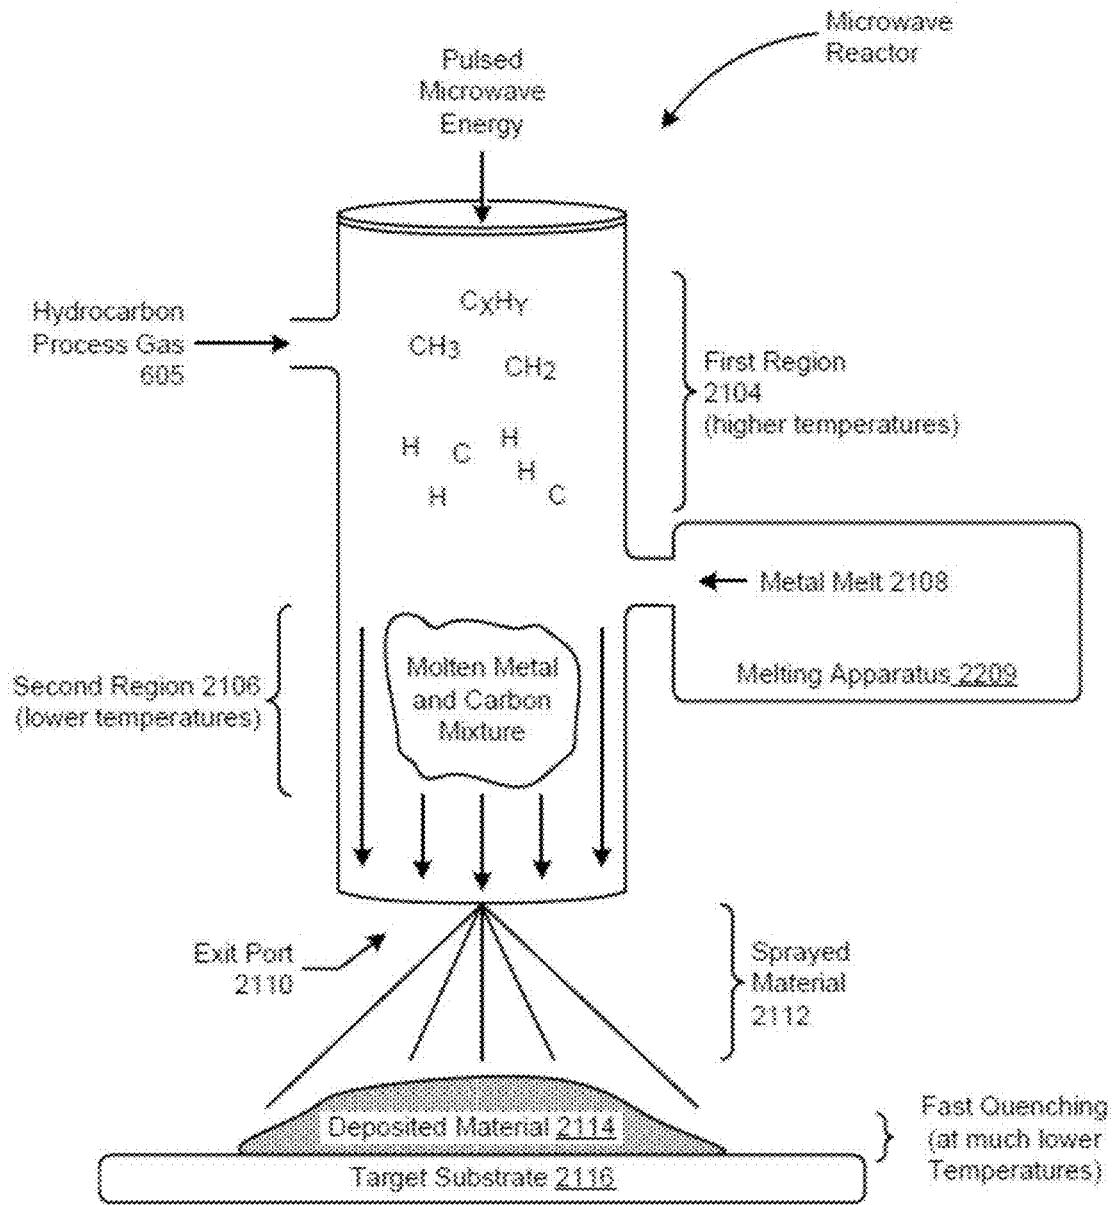 Microwave
Reactor
Pulsed
Microwave
Energy
Hydrocarbon
Process Gas
605
CXHY
CH3
CH2
First Region
2104
(higher temperatures)
H
C
H
H
H
C
Metal Melt 2108
Melting Apparatus 2209
Second Region 2106
(lower temperatures)
Molten Metal
and Carbon
Mixture
Exit Port
2110
Sprayed
Material
2112
Fast Quenching
(at much lower
Temperatures)
Deposited Material 2114
Target Substrate 2116